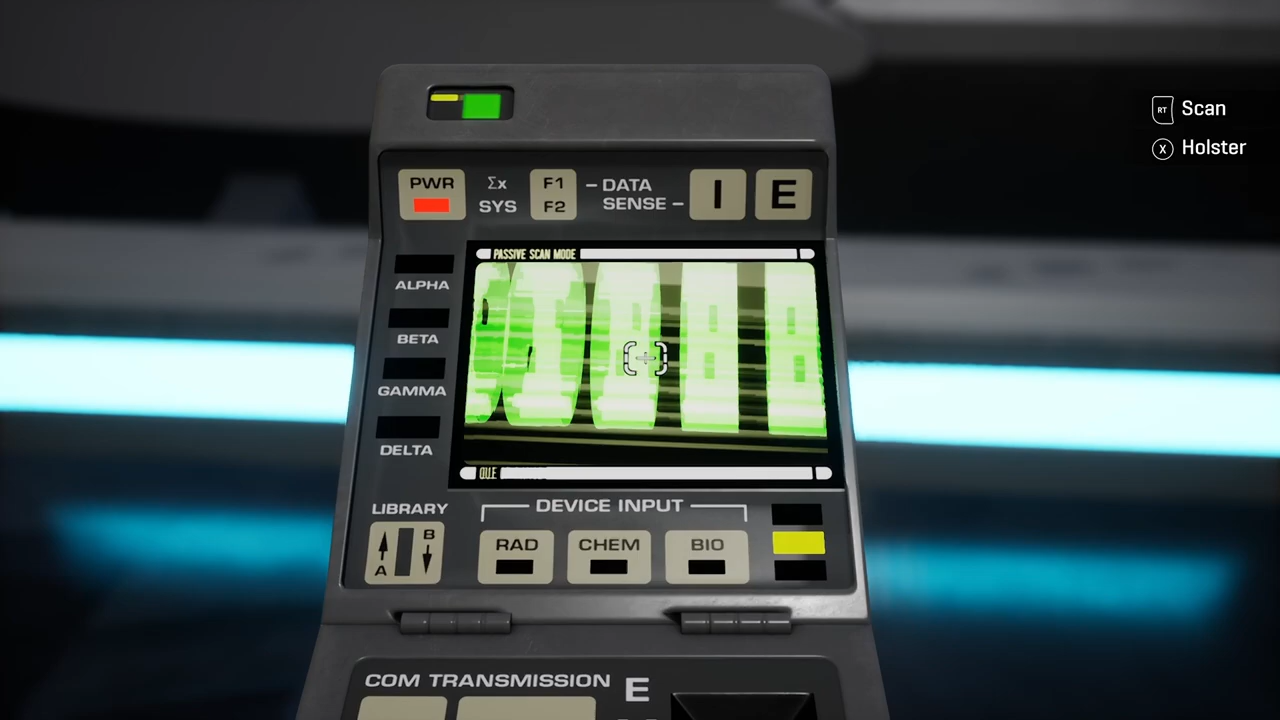 RT Scan
X Holster
PWR
Σx
SYS
F1
F2
– DATA
SENSE –
I
E
PASSIVE SCAN MODE
ALPHA
BETA
GAMMA
DELTA
LIBRARY
A
B
DEVICE INPUT
RAD
CHEM
BIO
COM TRANSMISSION
E